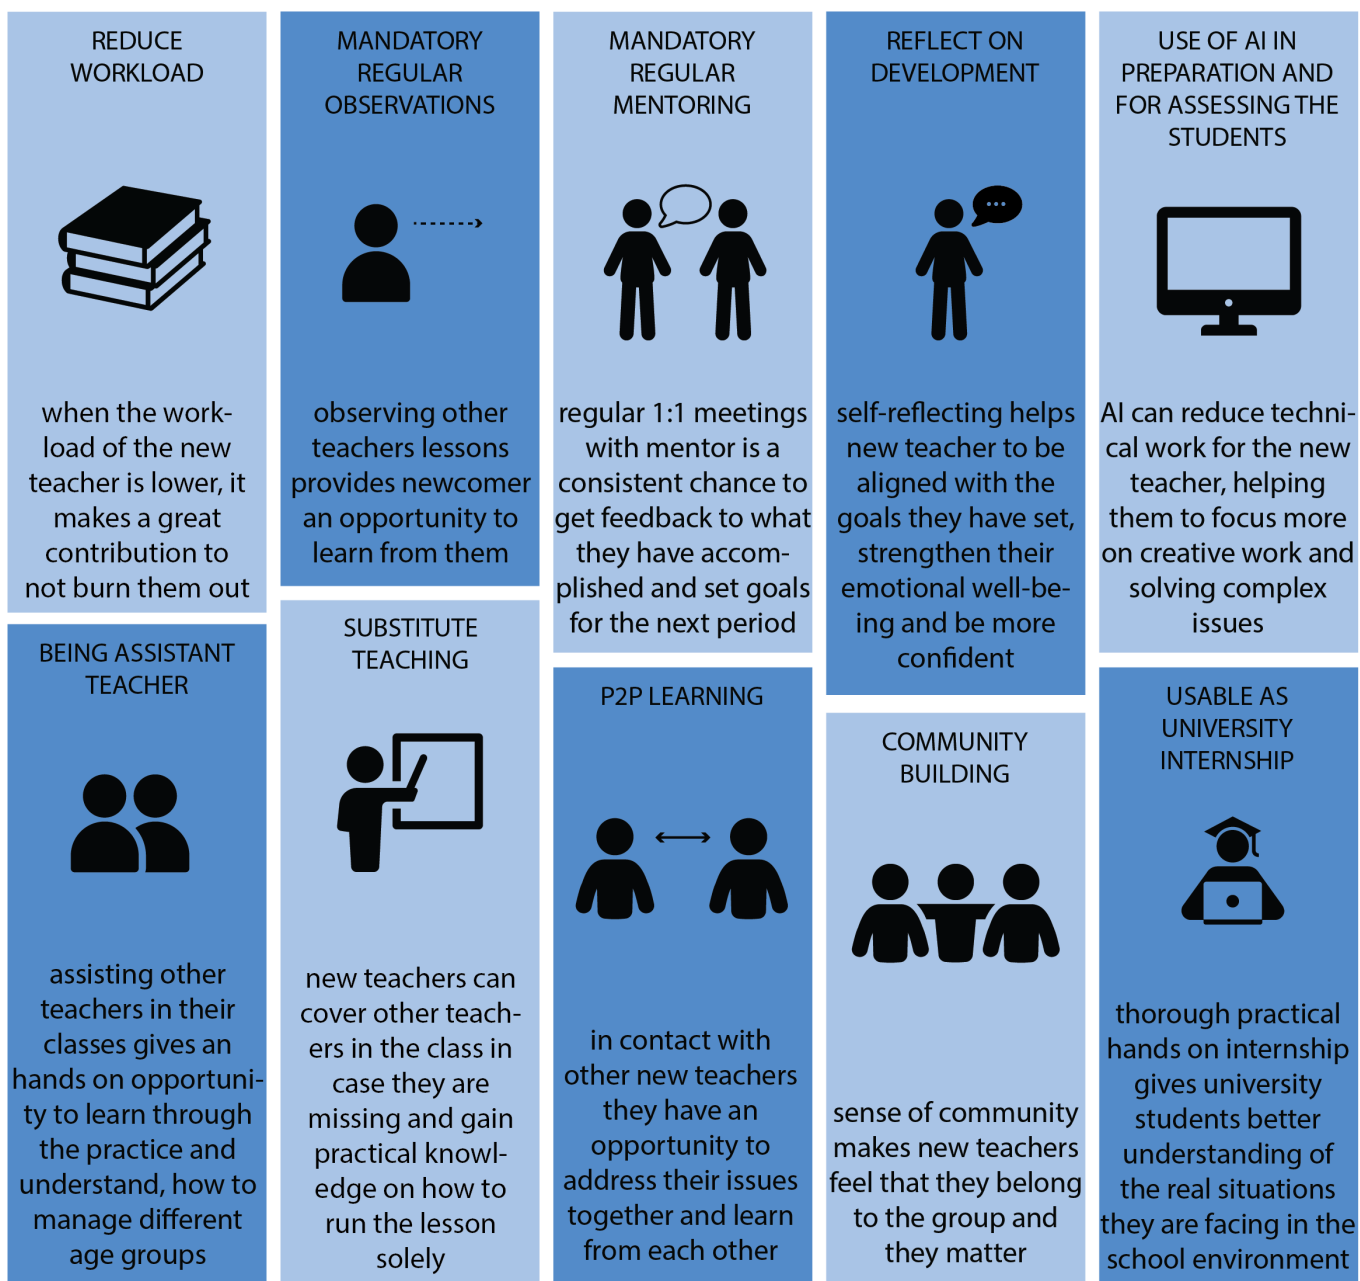 REDUCE
WORKLOAD
when the work-
load of the new
teacher is lower, it
makes a great
contribution to
not burn them out
MANDATORY
REGULAR
OBSERVATIONS
observing other
teachers lessons
provides newcomer
an opportunity to
learn from them
MANDATORY
REGULAR
MENTORING
regular 1:1 meetings
with mentor is a
consistent chance to
get feedback to what
they have accom-
plished and set goals
for the next period
REFLECT ON
DEVELOPMENT
self-reflecting helps
new teacher to be
aligned with the
goals they have set,
strengthen their
emotional well-be-
ing and be more
confident
USE OF AI IN
PREPARATION AND
FOR ASSESSING THE
STUDENTS
AI can reduce techni-
cal work for the new
teacher, helping
them to focus more
on creative work and
solving complex
issues
BEING ASSISTANT
TEACHER
assisting other
teachers in their
classes gives an
hands on opportuni-
ty to learn through
the practice and
understand, how to
manage different
age groups
SUBSTITUTE
TEACHING
new teachers can
cover other teach-
ers in the class in
case they are
missing and gain
practical knowl-
edge on how to
run the lesson
solely
P2P LEARNING
in contact with
other new teachers
they have an
opportunity to
address their issues
together and learn
from each other
COMMUNITY
BUILDING
sense of community
makes new teachers
feel that they belong
to the group and
they matter
USABLE AS
UNIVERSITY
INTERNSHIP
thorough practical
hands on internship
gives university
students better
understanding of
the real situations
they are facing in the
school environment